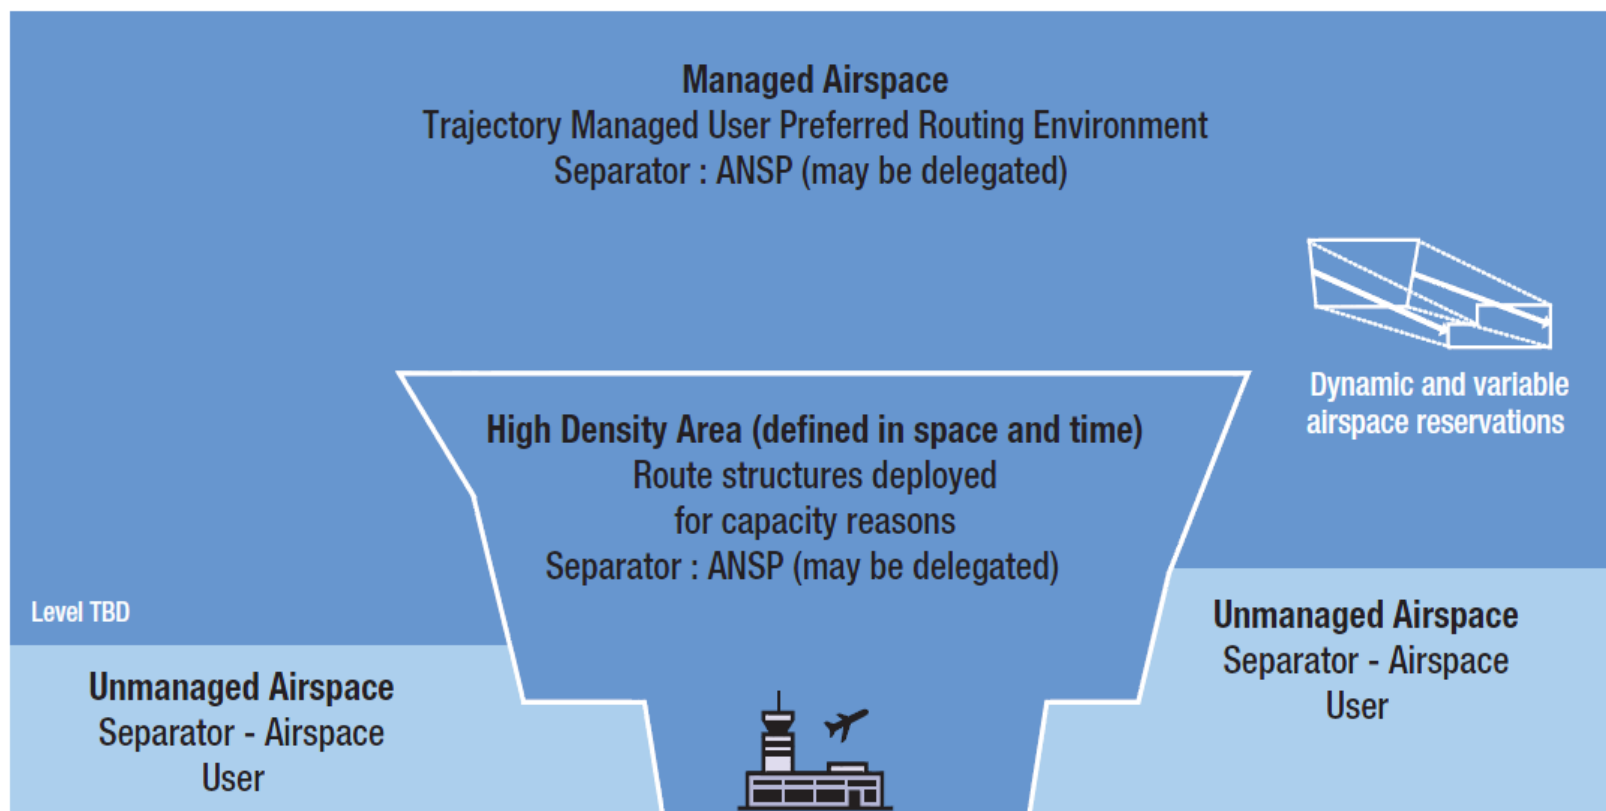 Managed Airspace
Trajectory Managed User Preferred Routing Environment
Separator : ANSP (may be delegated)
Dynamic and variable
airspace reservations
High Density Area (defined in space and time)
Route structures deployed
for capacity reasons
Separator : ANSP (may be delegated)
Level TBD
Unmanaged Airspace
Separator - Airspace
User
Unmanaged Airspace
Separator - Airspace
User